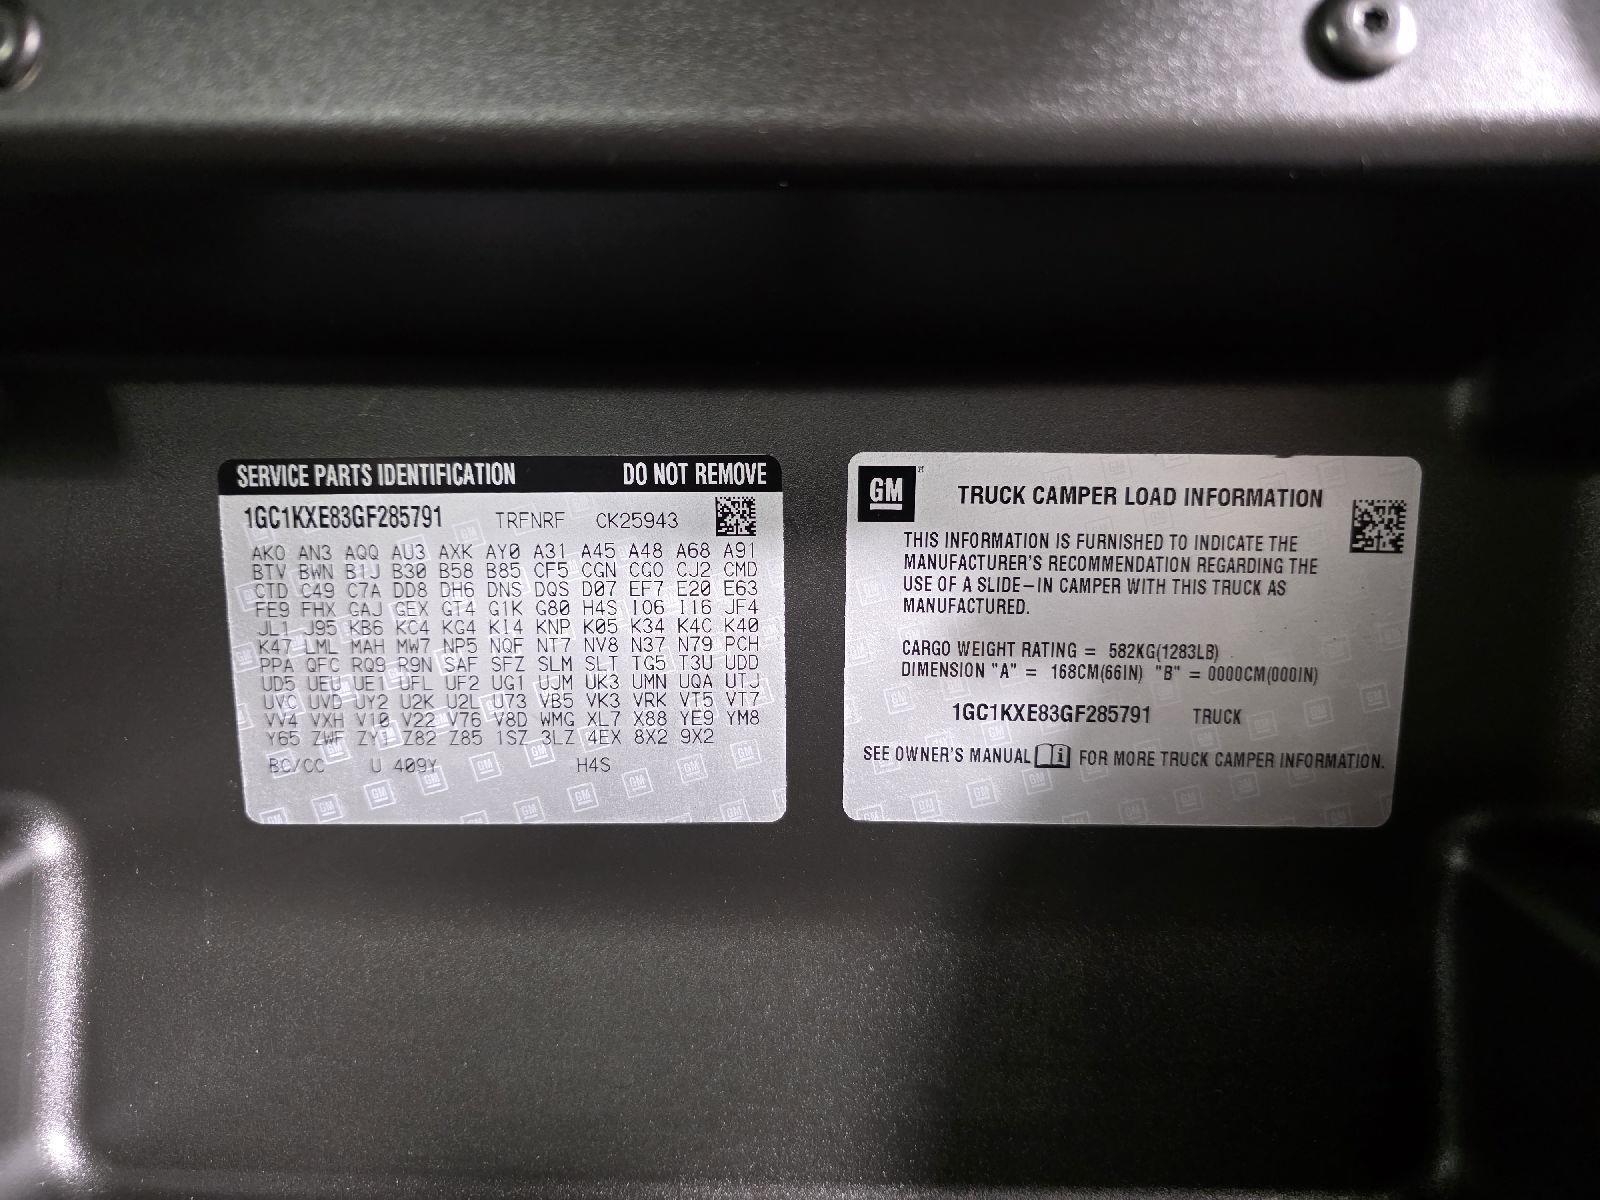 SERVICE PARTS IDENTIFICATION DO NOT REMOVE
1GC1KXE83GF285791 TRFNRF CK25943
AKO AN3 AQQ AU3 AXK AY0 A31 A45 A48 A68 A91
BTV BWN B1J B30 B58 B85 CF5 CGN CGO CJ2 CMD
CTD C49 C7A DD8 DH6 DNS DQS D07 EF7 E20 E63
FE9 FHX GAJ GEX GT4 G1K G80 H4S IO6 I16 JF4
JL1 J95 KB6 KC4 KG4 KI4 KNP K05 K34 K4C K40
K47 LML MAH MW7 NP5 NQF NT7 NV8 N37 N79 PCH
PPA QFC RQ9 R9N SAF SFZ SLM SLT TG5 T3U UDD
UD5 UEU UE1 UFL UF2 UG1 UJM UK3 UMN UQA UTJ
UVC UVD UY2 U2K U2L U73 VB5 VK3 VRK VT5 VT7
VV4 VXH V10 V22 V76 V8D WMG XL7 X88 YE9 YM8
Y65 ZWF ZY1 Z82 Z85 1SZ 3LZ 4EX 8X2 9X2
BC/CC U 409Y H4S
GM TRUCK CAMPER LOAD INFORMATION
THIS INFORMATION IS FURNISHED TO INDICATE THE
MANUFACTURER'S RECOMMENDATION REGARDING THE
USE OF A SLIDE-IN CAMPER WITH THIS TRUCK AS
MANUFACTURED.
CARGO WEIGHT RATING = 582KG(1283LB)
DIMENSION "A" = 168CM(66IN) "B" = 0000CM(000IN)
1GC1KXE83GF285791 TRUCK
SEE OWNER'S MANUAL i FOR MORE TRUCK CAMPER INFORMATION.